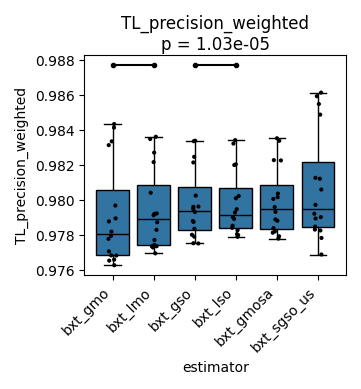 TL_precision_weighted
p = 1.03e-05
TL_precision_weighted
0.988
0.986
0.984
0.982
0.980
0.978
0.976
bxt_gmo
bxt_lmo
bxt_gso
bxt_lso
bxt_gmosa
bxt_sgso_us
estimator